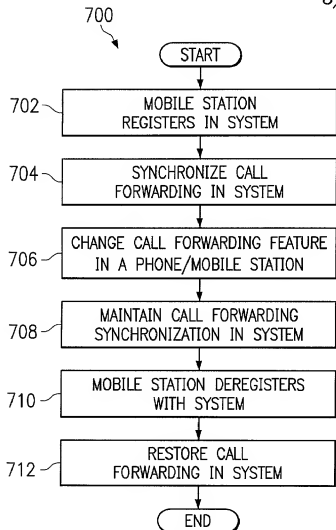 700
START
702
MOBILE STATION
REGISTERS IN SYSTEM
704
SYNCHRONIZE CALL
FORWARDING IN SYSTEM
706
CHANGE CALL FORWARDING FEATURE
IN A PHONE/MOBILE STATION
708
MAINTAIN CALL FORWARDING
SYNCHRONIZATION IN SYSTEM
710
MOBILE STATION DEREGISTERS
WITH SYSTEM
712
RESTORE CALL
FORWARDING IN SYSTEM
END